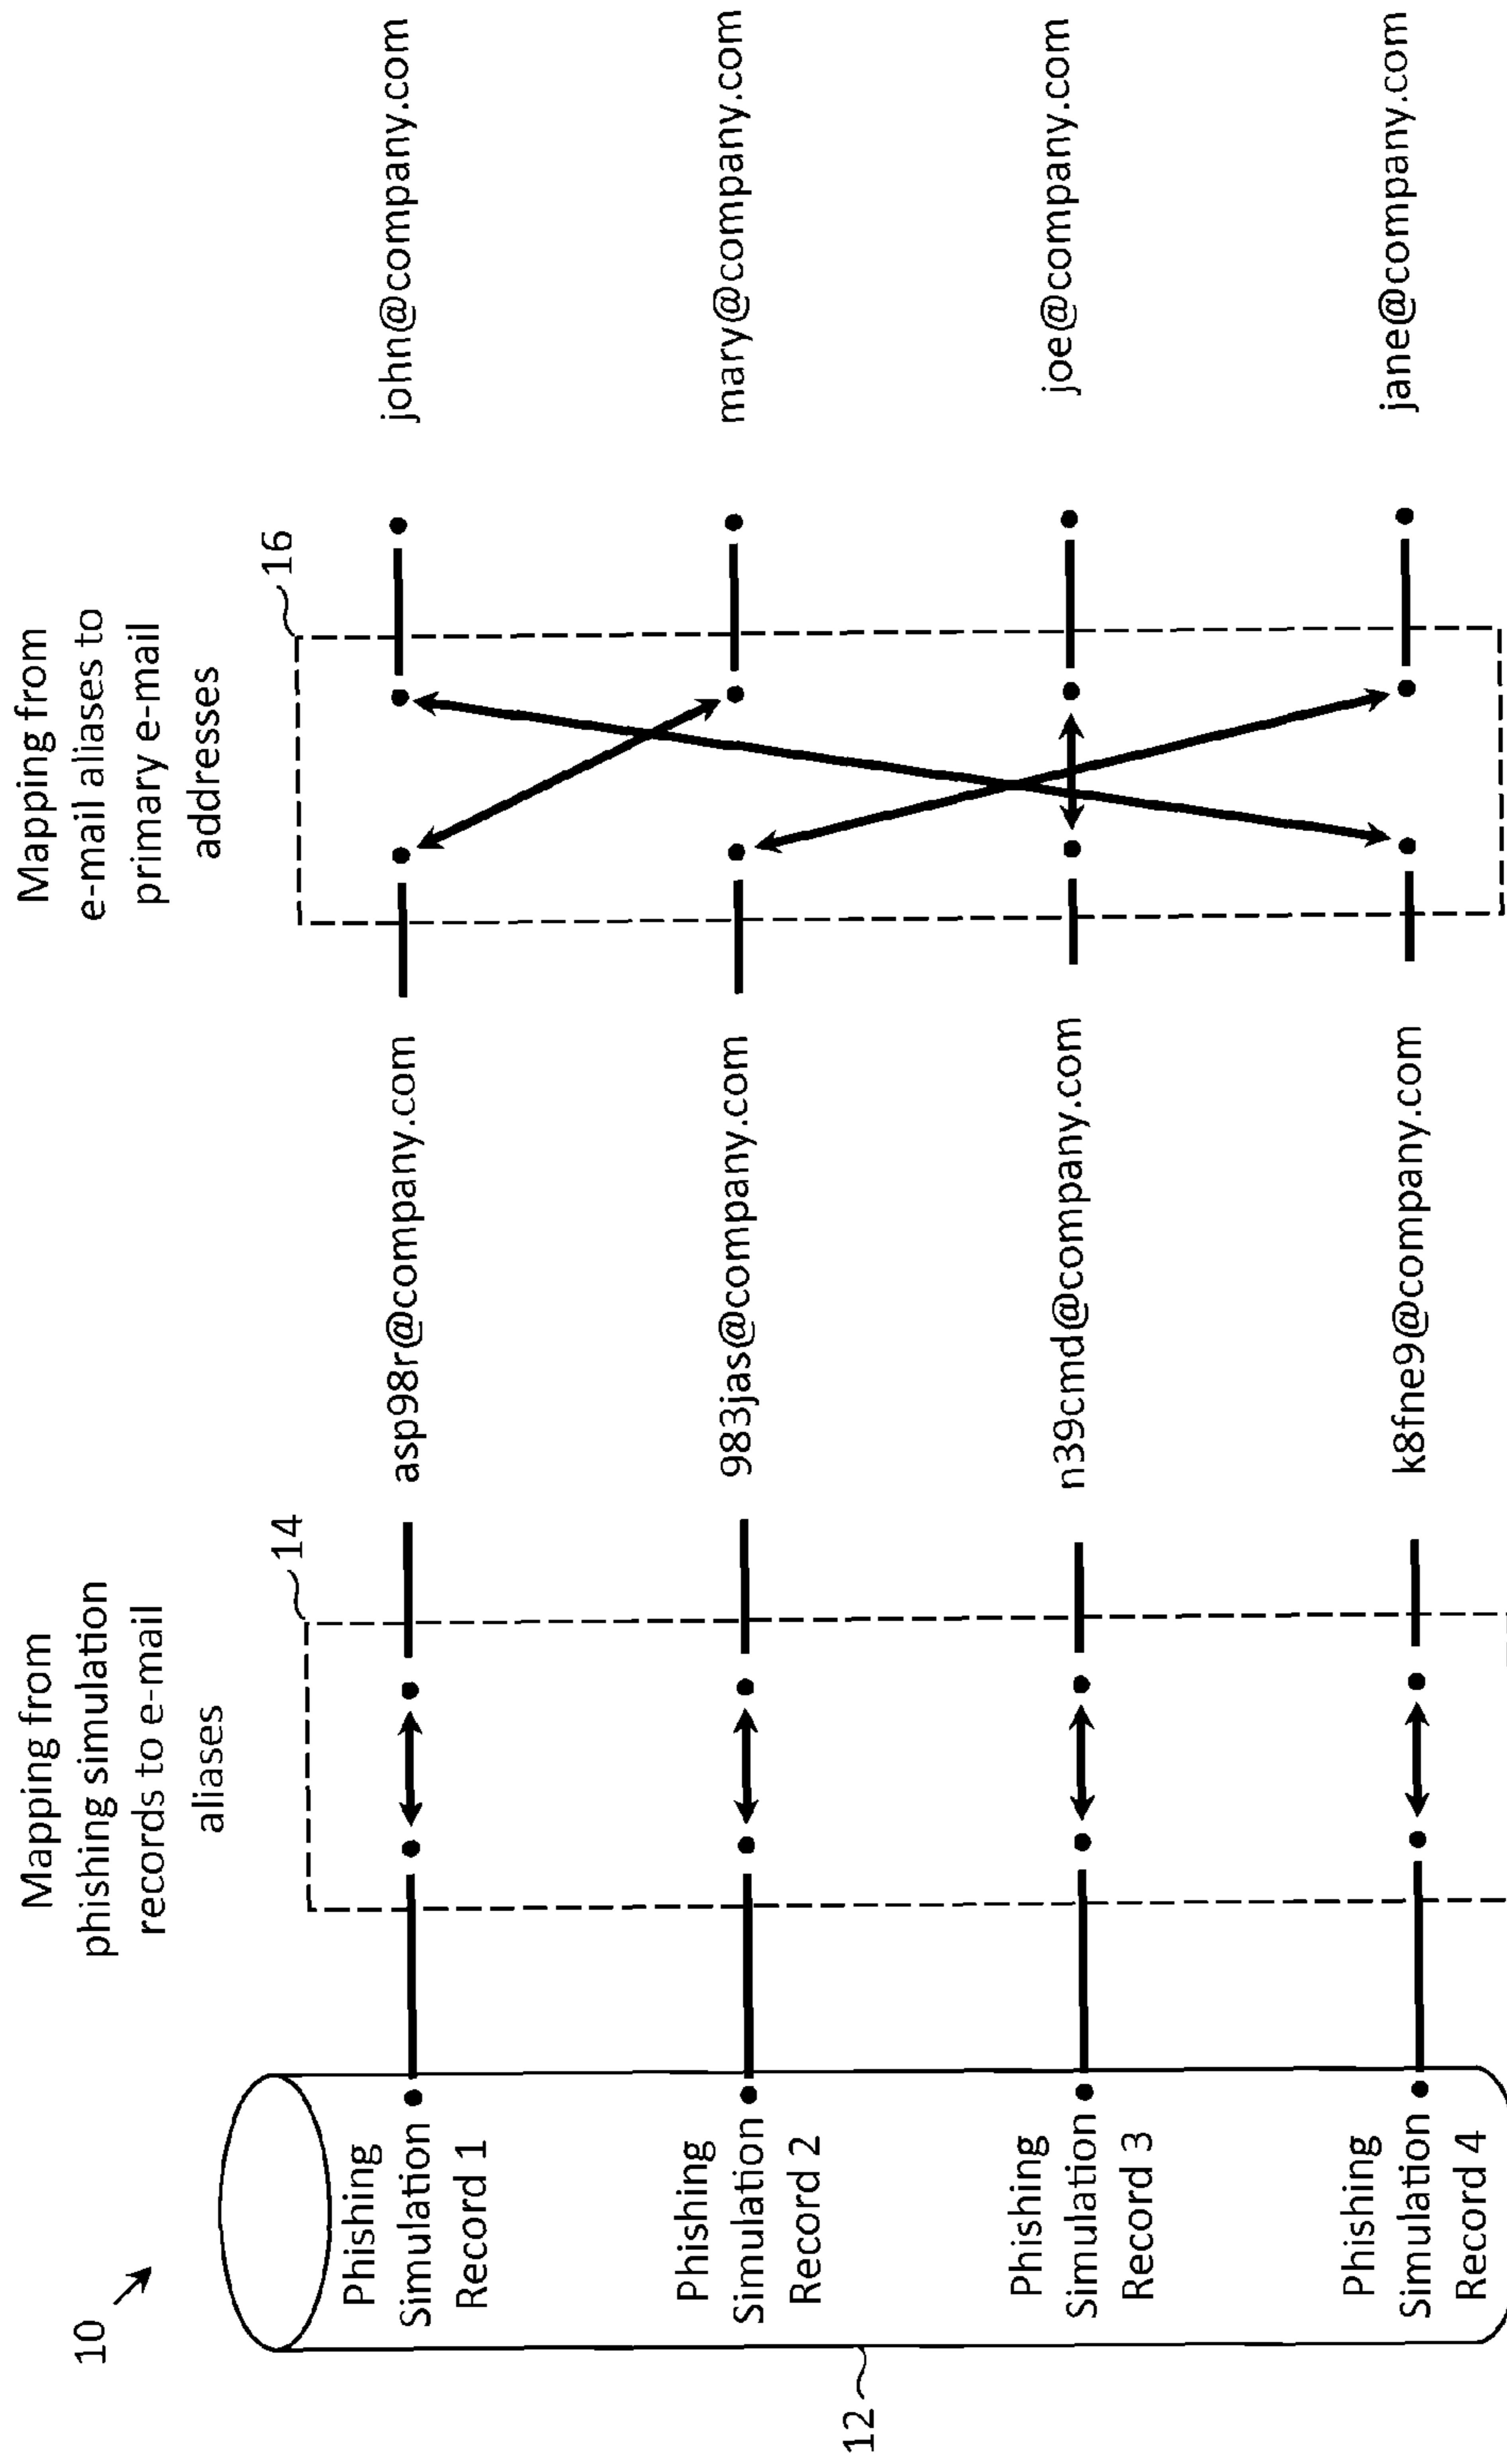 10
12
Phishing
Simulation
Record 1
Phishing
Simulation
Record 2
Phishing
Simulation
Record 3
Phishing
Simulation
Record 4
Mapping from
phishing simulation
records to e-mail
aliases
14
asp98r@company.com
983jas@company.com
n39cmd@company.com
k8fne9@company.com
Mapping from
e-mail aliases to
primary e-mail
addresses
16
john@company.com
mary@company.com
joe@company.com
jane@company.com